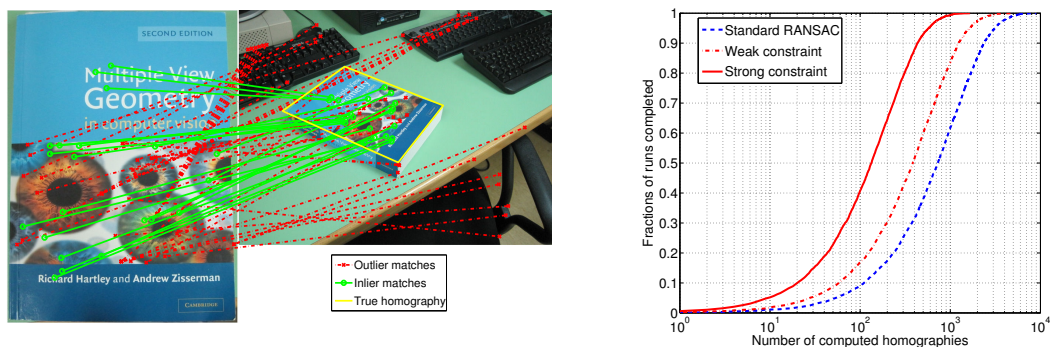 SECOND EDITION
Multiple View
Geometry
in computer vision
Richard Hartley and Andrew Zisserman
CAMBRIDGE
Outlier matches
Inlier matches
True homography
Standard RANSAC
Weak constraint
Strong constraint
Fractions of runs completed
1
0.9
0.8
0.7
0.6
0.5
0.4
0.3
0.2
0.1
0
10^0 10^1 10^2 10^3 10^4
Number of computed homographies